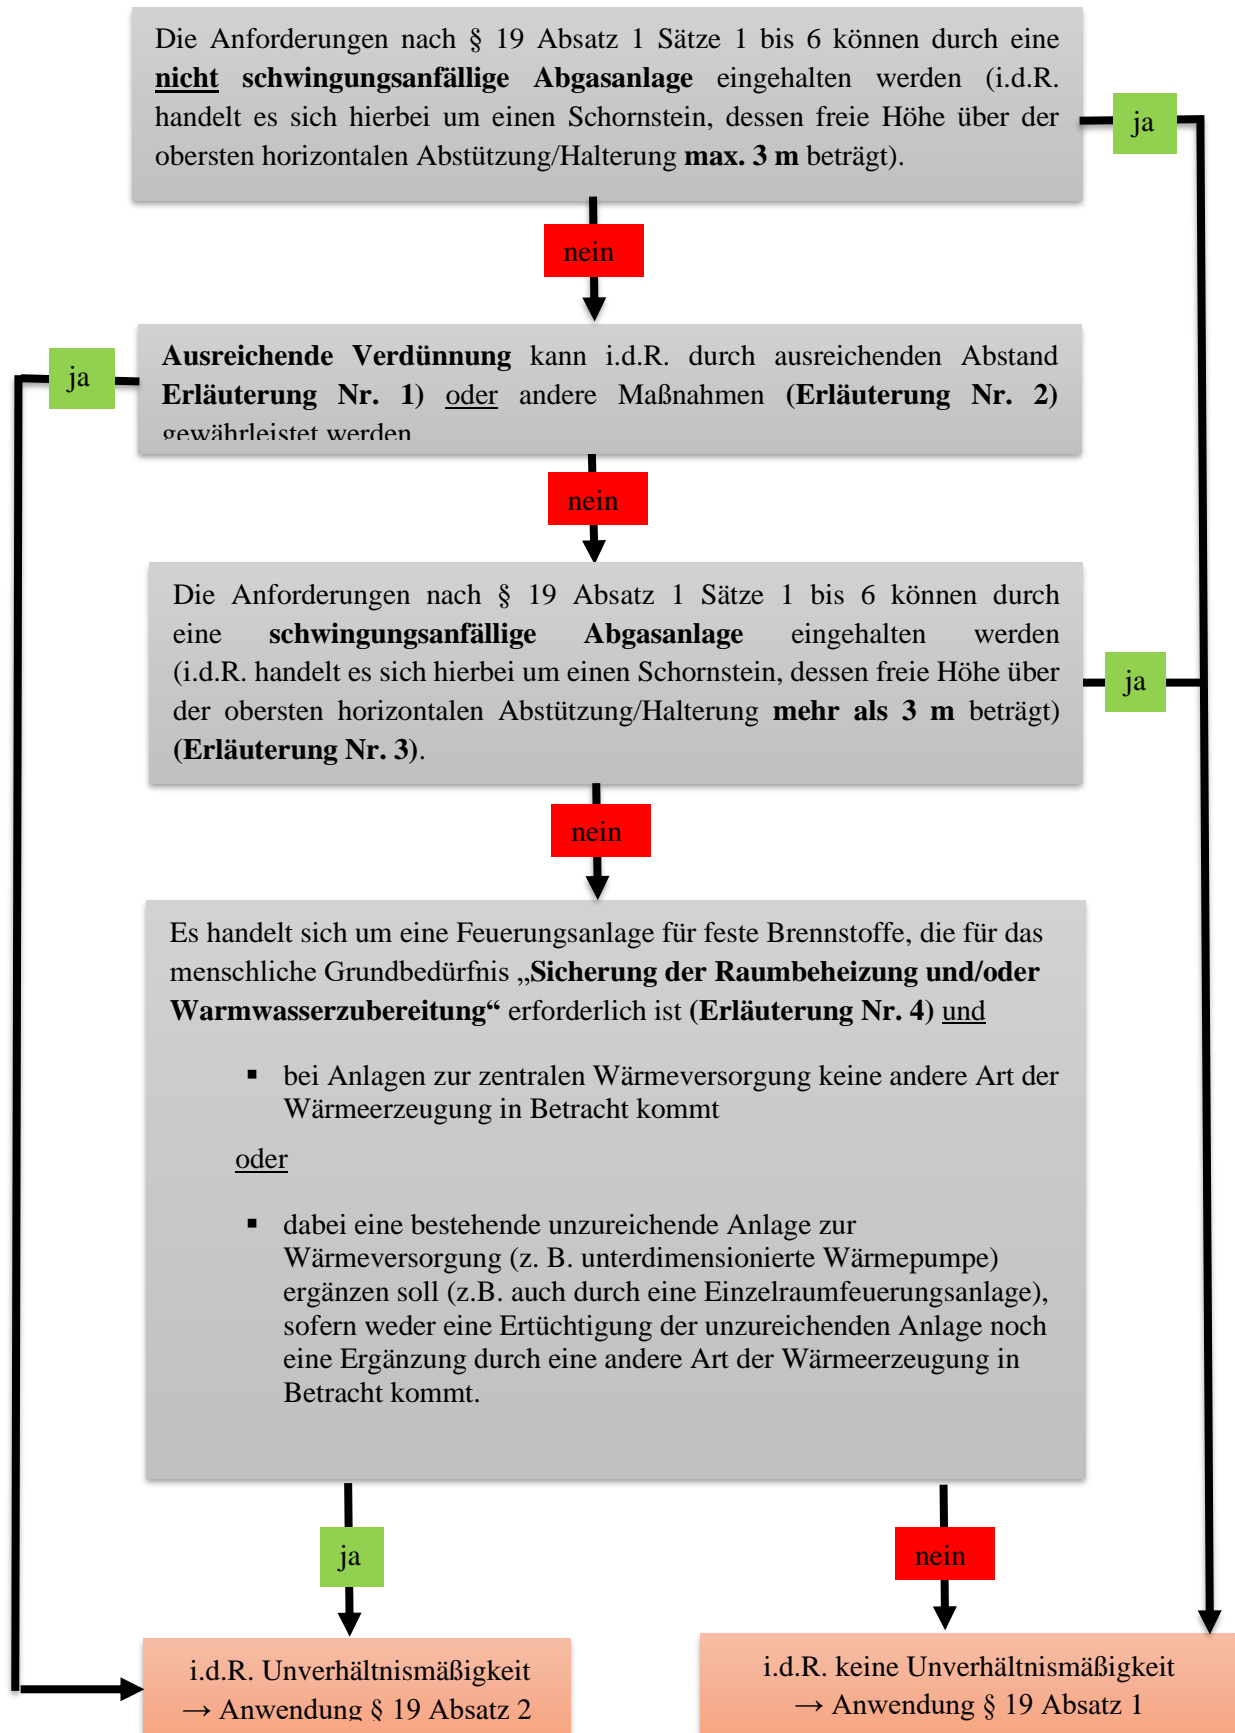 Die Anforderungen nach § 19 Absatz 1 Sätze 1 bis 6 können durch eine
nicht schwingungsanfällige Abgasanlage eingehalten werden (i.d.R.
handelt es sich hierbei um einen Schornstein, dessen freie Höhe über der
obersten horizontalen Abstützung/Halterung max. 3 m beträgt).
ja
nein
ja
Ausreichende Verdünnung kann i.d.R. durch ausreichenden Abstand
Erläuterung Nr. 1) oder andere Maßnahmen (Erläuterung Nr. 2)
gewährleistet werden
nein
Die Anforderungen nach § 19 Absatz 1 Sätze 1 bis 6 können durch
eine schwingungsanfällige Abgasanlage eingehalten werden
(i.d.R. handelt es sich hierbei um einen Schornstein, dessen freie Höhe über
der obersten horizontalen Abstützung/Halterung mehr als 3 m beträgt)
(Erläuterung Nr. 3).
ja
nein
Es handelt sich um eine Feuerungsanlage für feste Brennstoffe, die für das
menschliche Grundbedürfnis „Sicherung der Raumbeheizung und/oder
Warmwasserzubereitung“ erforderlich ist (Erläuterung Nr. 4) und
▪ bei Anlagen zur zentralen Wärmeversorgung keine andere Art der
Wärmeerzeugung in Betracht kommt
oder
▪ dabei eine bestehende unzureichende Anlage zur
Wärmeversorgung (z. B. unterdimensionierte Wärmepumpe)
ergänzen soll (z.B. auch durch eine Einzelraumfeuerungsanlage),
sofern weder eine Ertüchtigung der unzureichenden Anlage noch
eine Ergänzung durch eine andere Art der Wärmeerzeugung in
Betracht kommt.
ja
nein
i.d.R. Unverhältnismäßigkeit
→ Anwendung § 19 Absatz 2
i.d.R. keine Unverhältnismäßigkeit
→ Anwendung § 19 Absatz 1